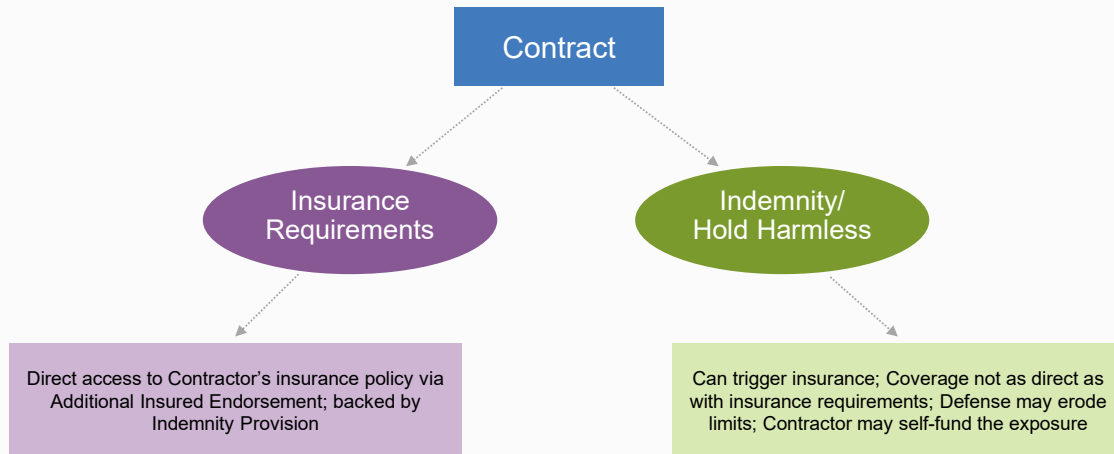 Contract
Insurance
Requirements
Indemnity/
Hold Harmless
Direct access to Contractor’s insurance policy via
Additional Insured Endorsement; backed by
Indemnity Provision
Can trigger insurance; Coverage not as direct as
with insurance requirements; Defense may erode
limits; Contractor may self-fund the exposure